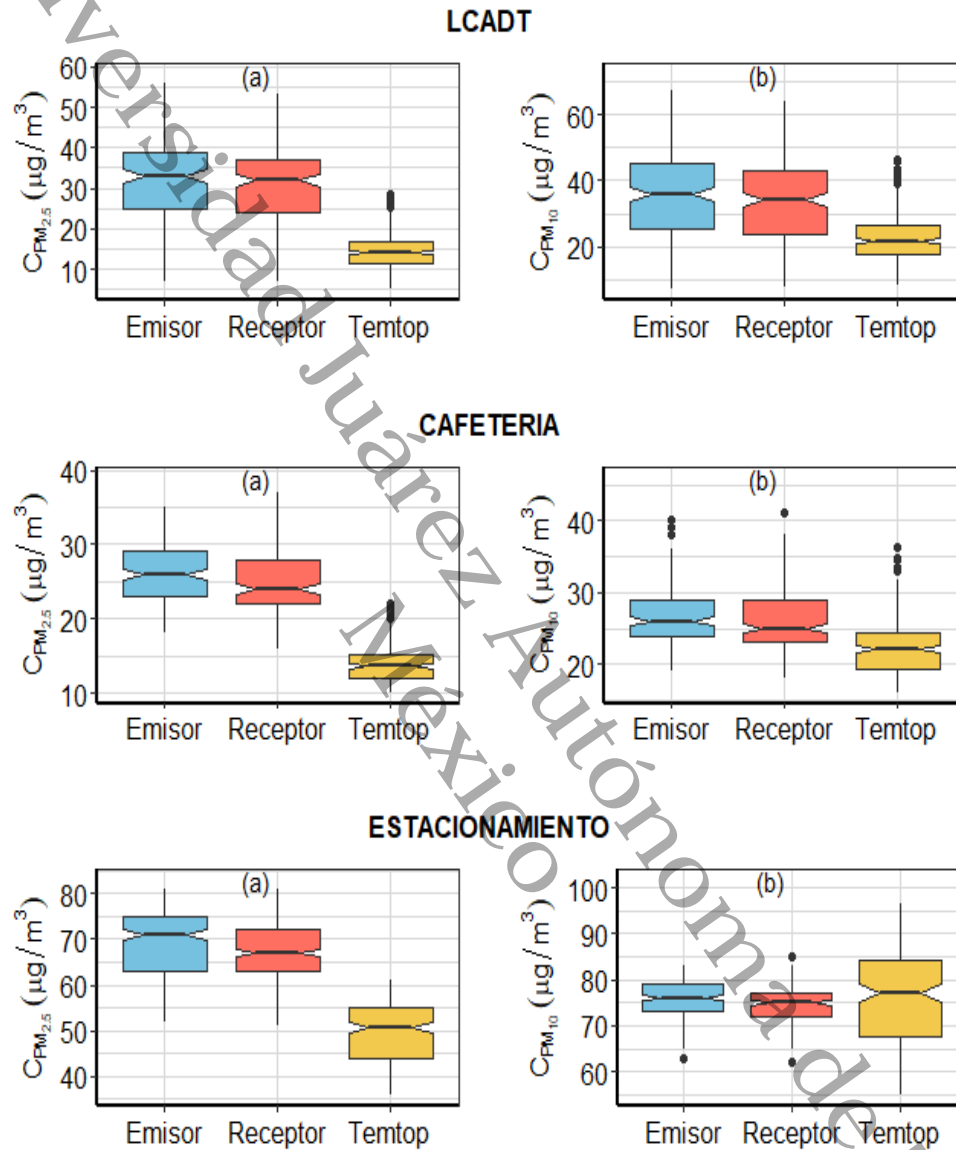 LCADT
(a)
(b)
C_PM2.5 (μg/m³)
60
50
40
30
20
10
Emisor Receptor Temtop
C_PM10 (μg/m³)
60
40
20
Emisor Receptor Temtop
CAFETERIA
(a)
(b)
C_PM2.5 (μg/m³)
40
30
20
10
Emisor Receptor Temtop
C_PM10 (μg/m³)
40
30
20
Emisor Receptor Temtop
ESTACIONAMIENTO
(a)
(b)
C_PM2.5 (μg/m³)
80
70
60
50
40
Emisor Receptor Temtop
C_PM10 (μg/m³)
100
90
80
70
60
Emisor Receptor Temtop
versidad Juárez Autónoma de
México